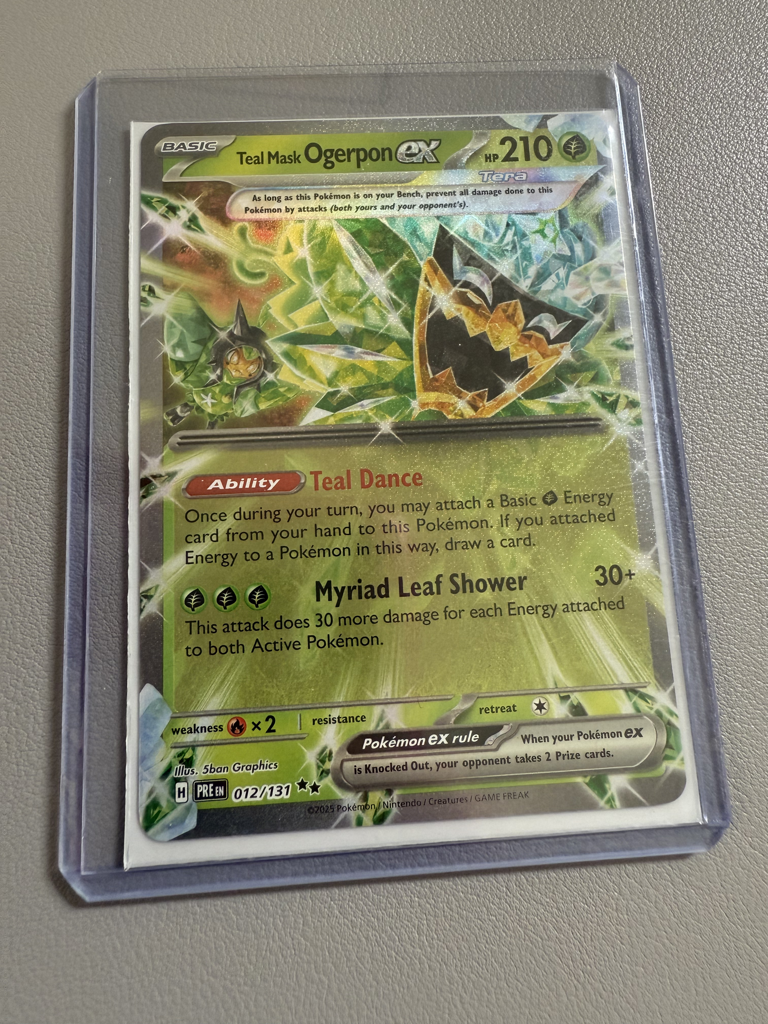 BASIC Teal Mask Ogerpon ex HP 210
Tera
As long as this Pokémon is on your Bench, prevent all damage done to this
Pokémon by attacks (both yours and your opponent's).
Ability Teal Dance
Once during your turn, you may attach a Basic Energy
card from your hand to this Pokémon. If you attached
Energy to a Pokémon in this way, draw a card.
Myriad Leaf Shower 30+
This attack does 30 more damage for each Energy attached
to both Active Pokémon.
weakness ×2 resistance retreat
Pokémon ex rule When your Pokémon ex
is Knocked Out, your opponent takes 2 Prize cards.
Illus. 5ban Graphics
H PRE EN 012/131 ★★
©2025 Pokémon / Nintendo / Creatures / GAME FREAK